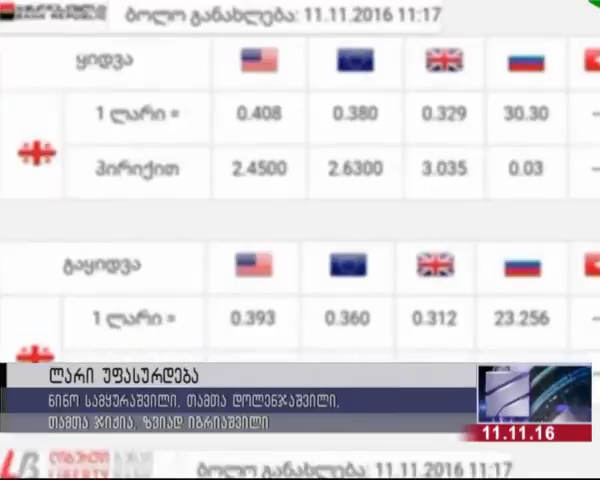 ბოლო განახლება: 11.11.2016 11:17
ყიდვა
1 ლარი = 0.408 0.380 0.329 30.30
პირიქით 2.4500 2.6300 3.035 0.03
გაყიდვა
1 ლარი = 0.393 0.360 0.312 23.256
ლარი უფასურდება
ნინო სამყურაშვილი, თამთა დოლენჯაშვილი,
თამთა ჯიქია, ზვიად იგრიაშვილი
11.11.16
LB ლიბერთი
LIBERTY
ბოლო განახლება: 11.11.2016 11:17